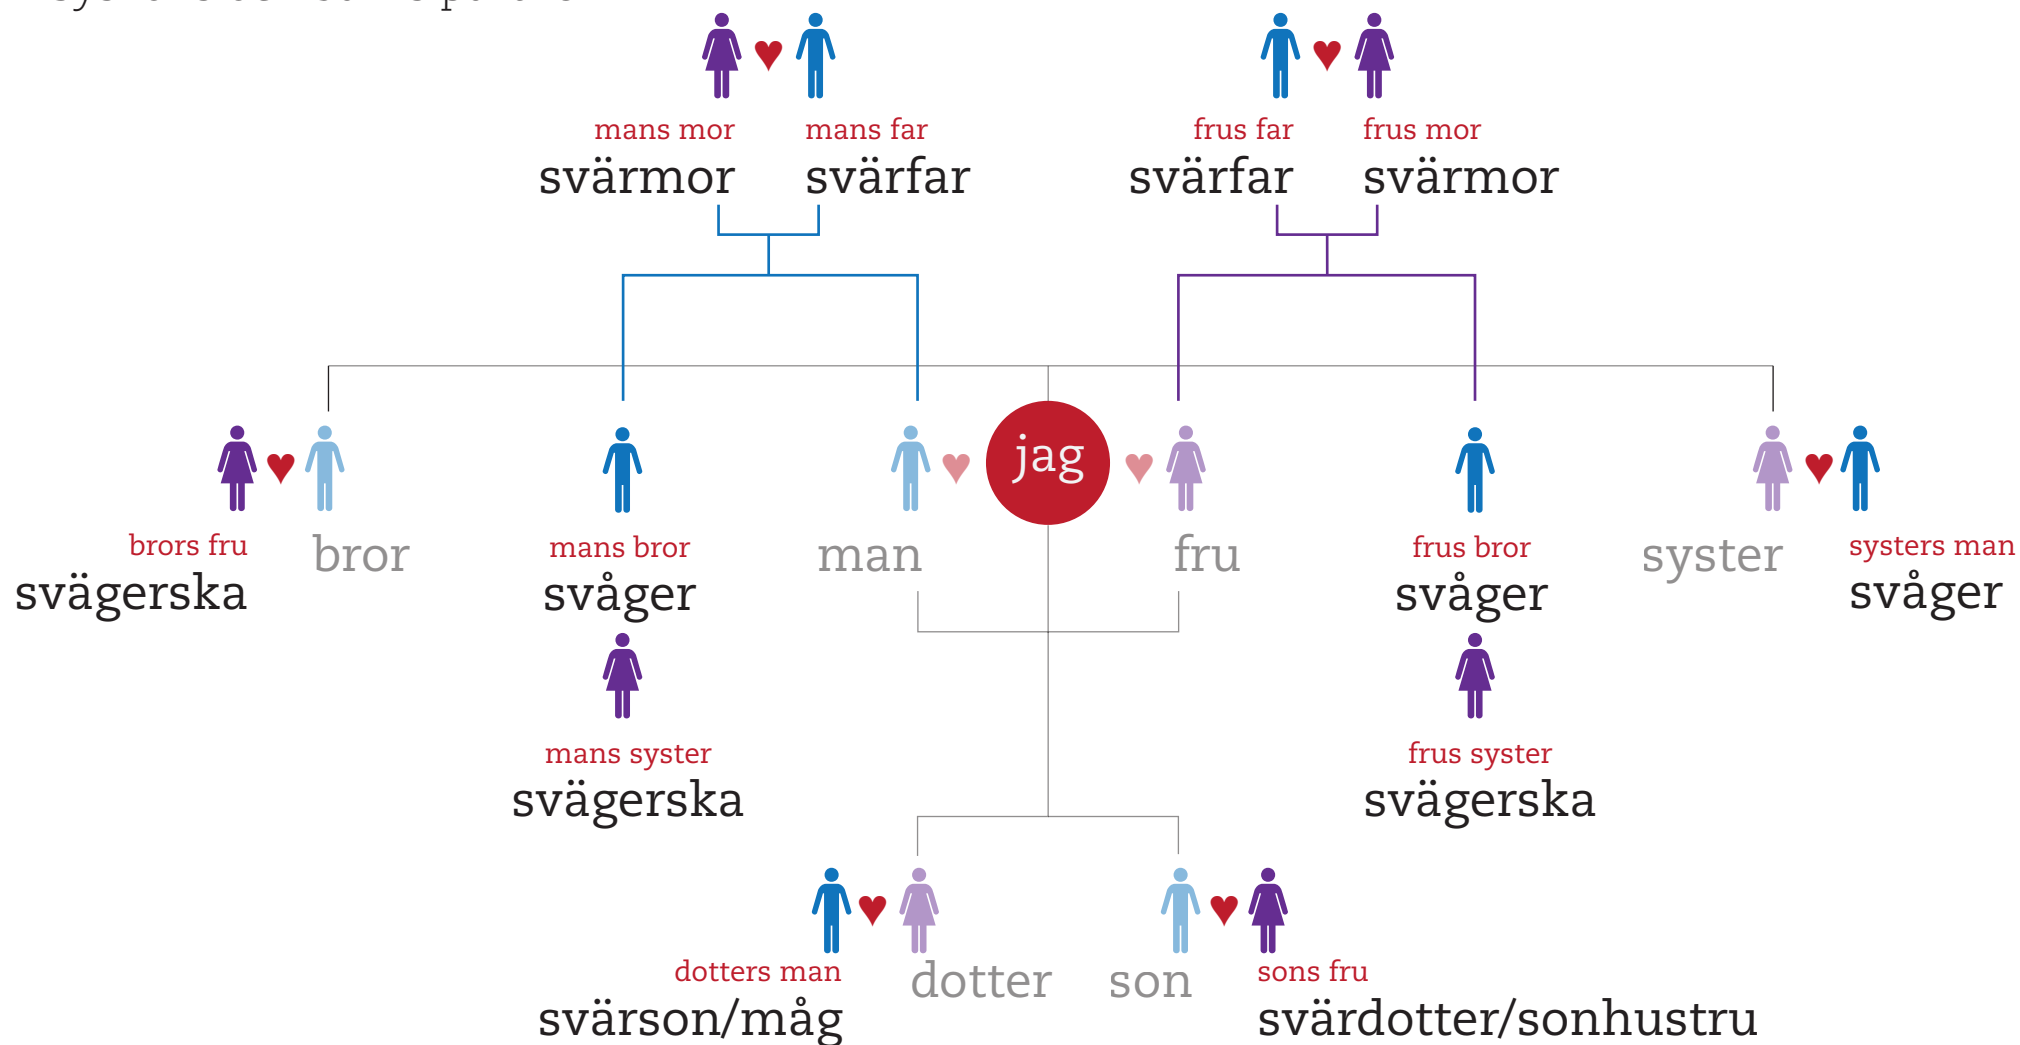 mans mor mans far frus far frus mor
svärmor svärfar svärfar svärmor
jag
brors fru bror mans bror man fru frus bror syster systers man
svägerska svåger svåger svåger
mans syster frus syster
svägerska svägerska
dotters man dotter son sons fru
svärson/måg svärdotter/sonhustru